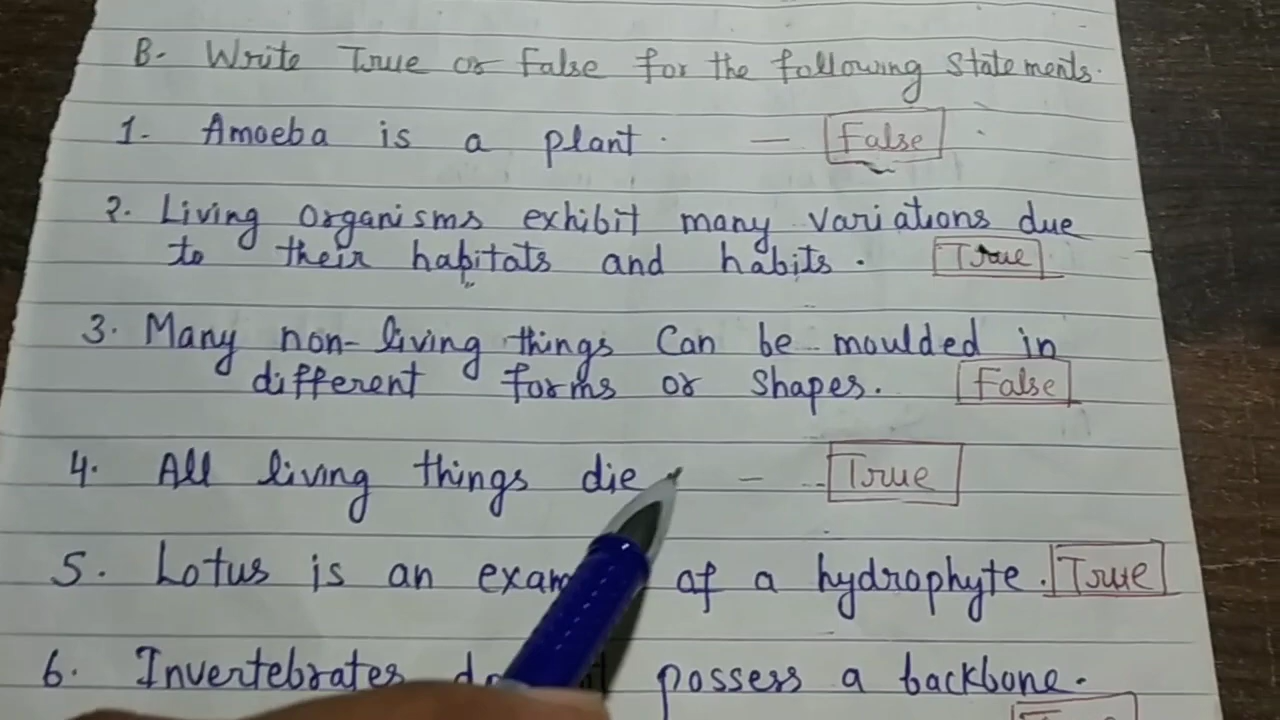 B. Write True or False for the following statements.
1. Amoeba is a plant. — False
2. Living organisms exhibit many variations due
to their habitats and habits. True
3. Many non-living things can be moulded in
different forms or shapes. False
4. All living things die — True
5. Lotus is an of a hydrophyte. True
6. Invertebrates possess a backbone.